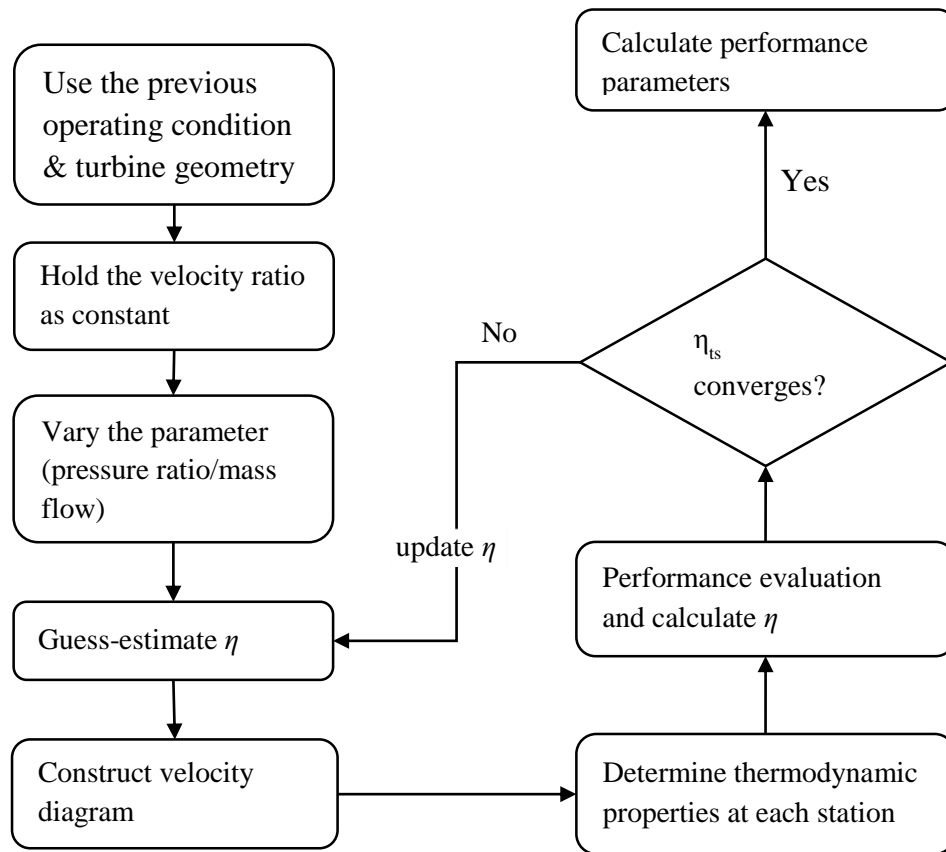 Use the previous
operating condition
& turbine geometry
Hold the velocity ratio
as constant
Vary the parameter
(pressure ratio/mass
flow)
Guess-estimate η
Construct velocity
diagram
Determine thermodynamic
properties at each station
Performance evaluation
and calculate η
ηts
converges?
No
update η
Yes
Calculate performance
parameters